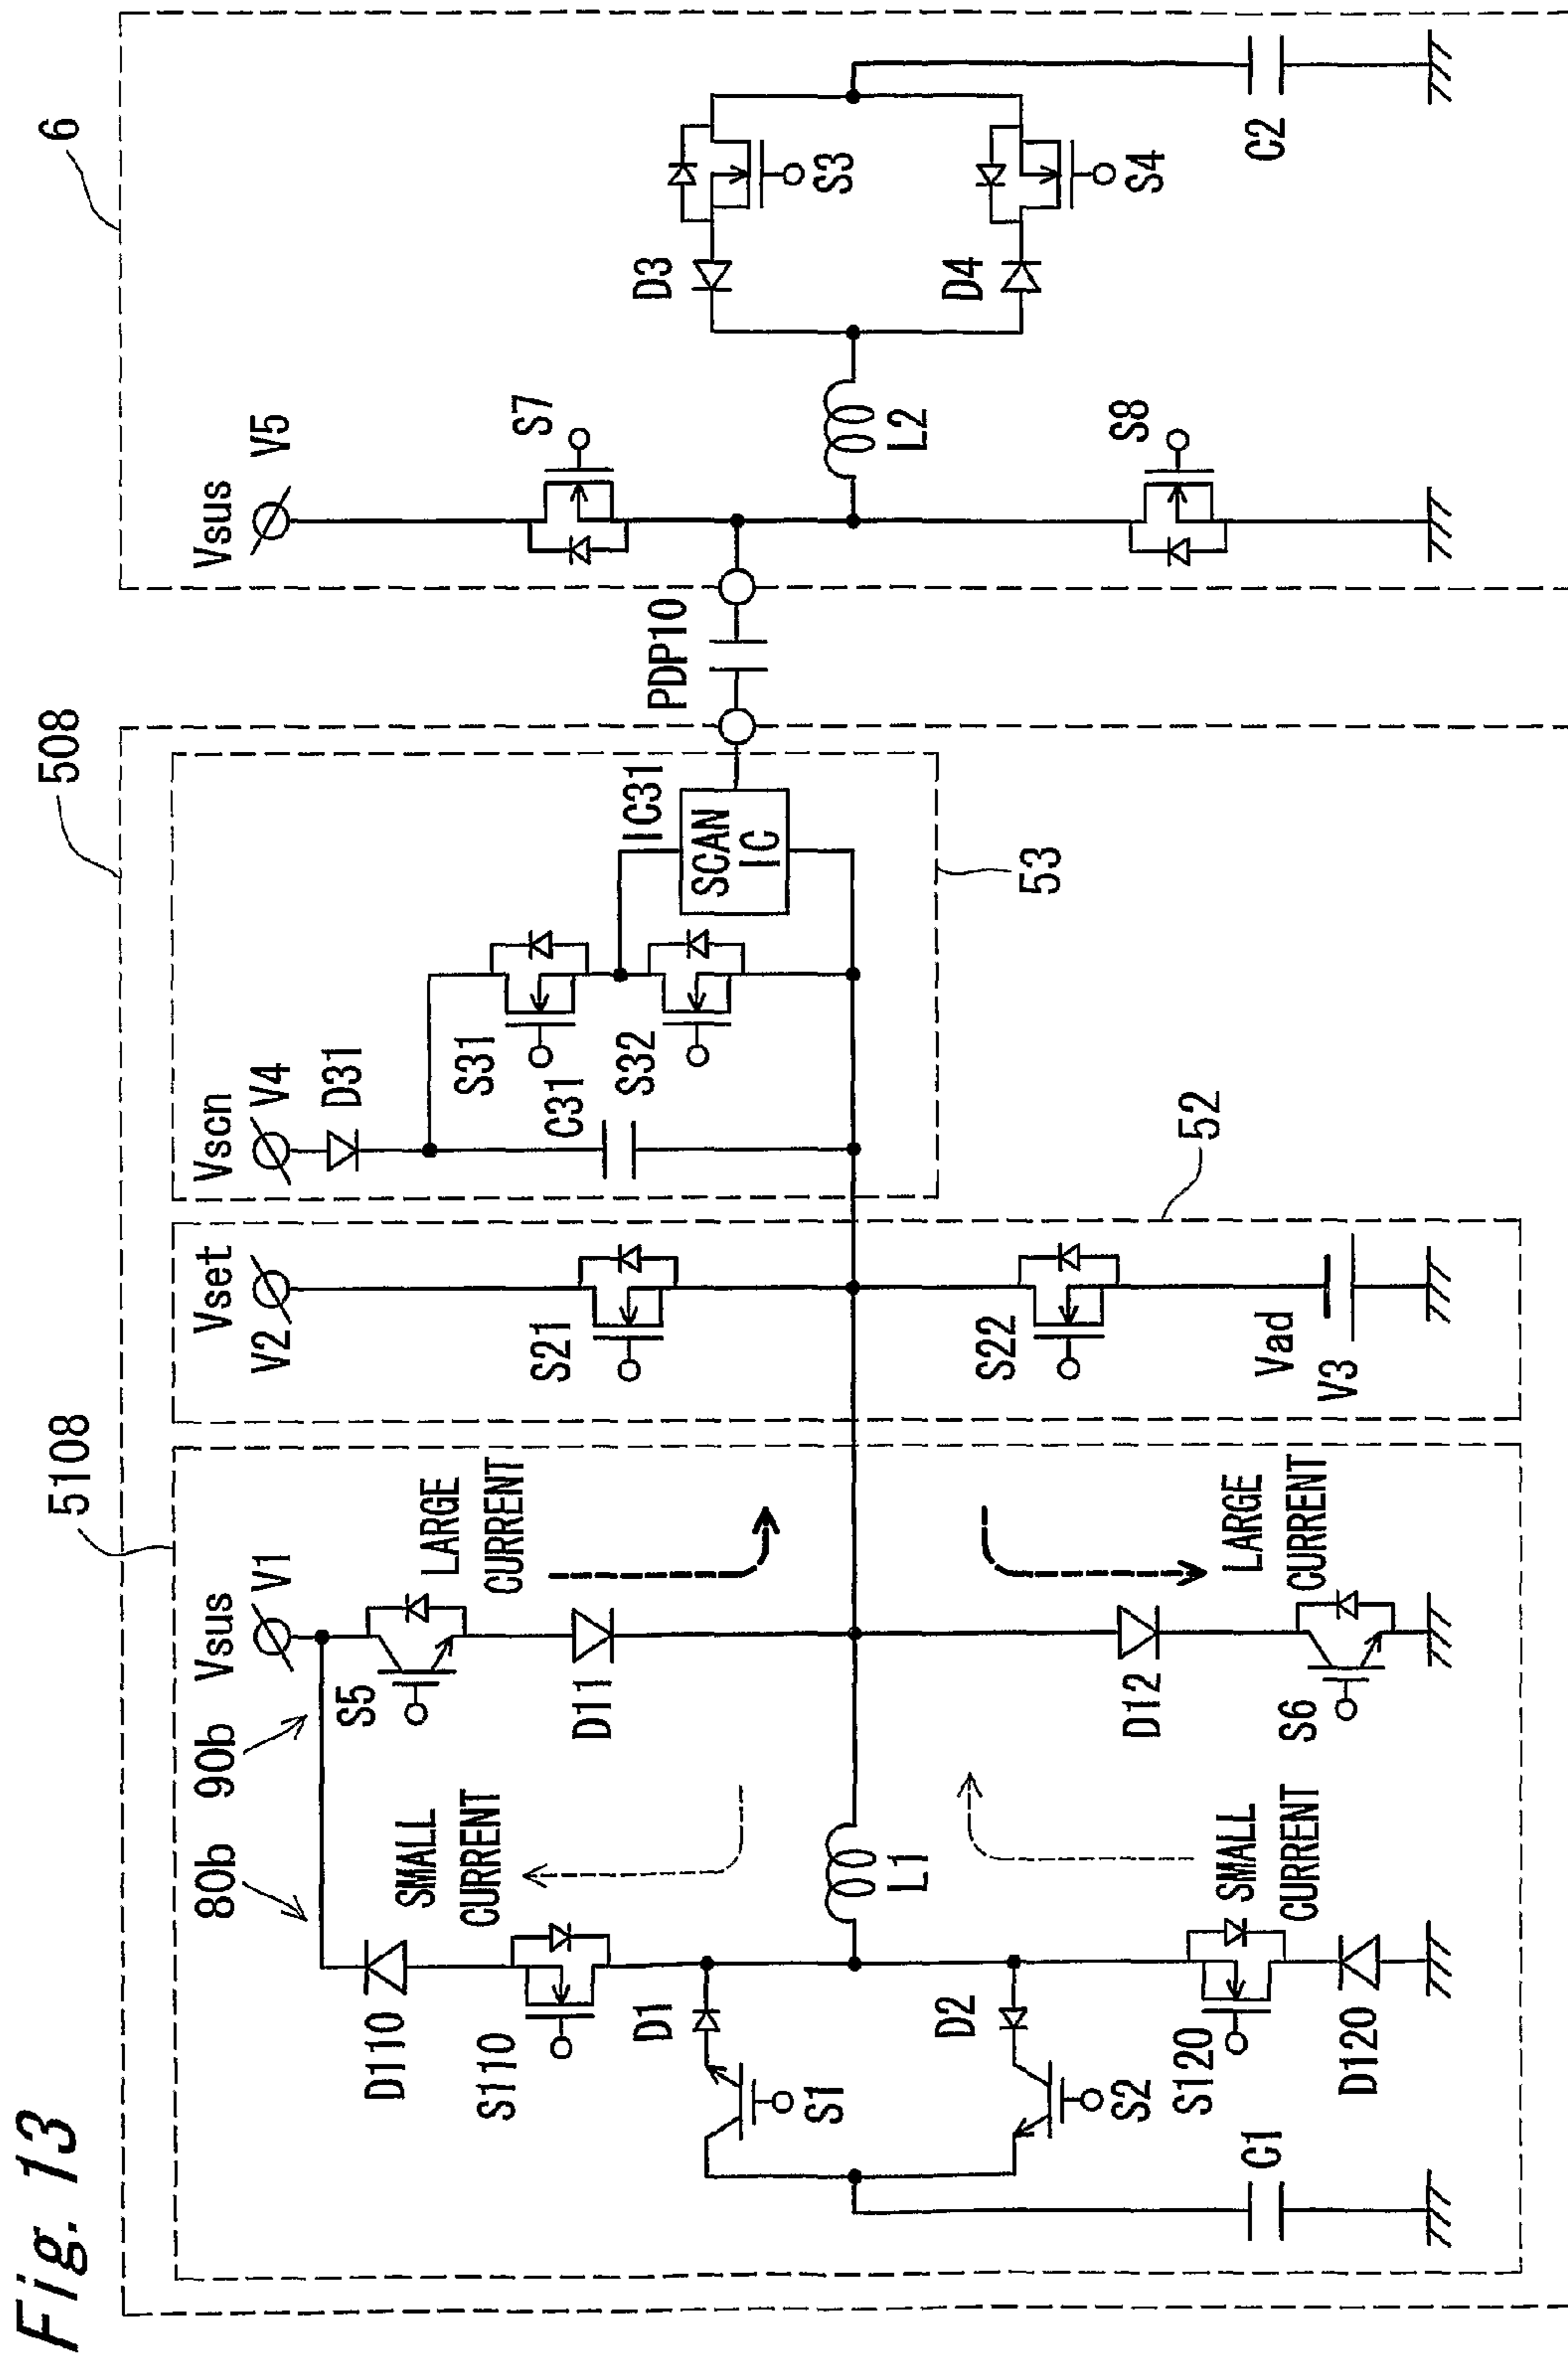 Fig. 13
508
6
5108
80b
90b
Vsus
V1
Vset
V2
Vscn
V4
D31
Vsus
V5
D110
SMALL
CURRENT
S5
LARGE
CURRENT
S110
D11
S21
S31
C31
S32
IC31
SCAN
IC
PDP10
S7
D3
S3
D1
S1
L1
L2
D2
S2
D4
S4
53
S22
52
S8
D12
S120
SMALL
CURRENT
LARGE
CURRENT
C1
D120
S6
Vad
V3
C2